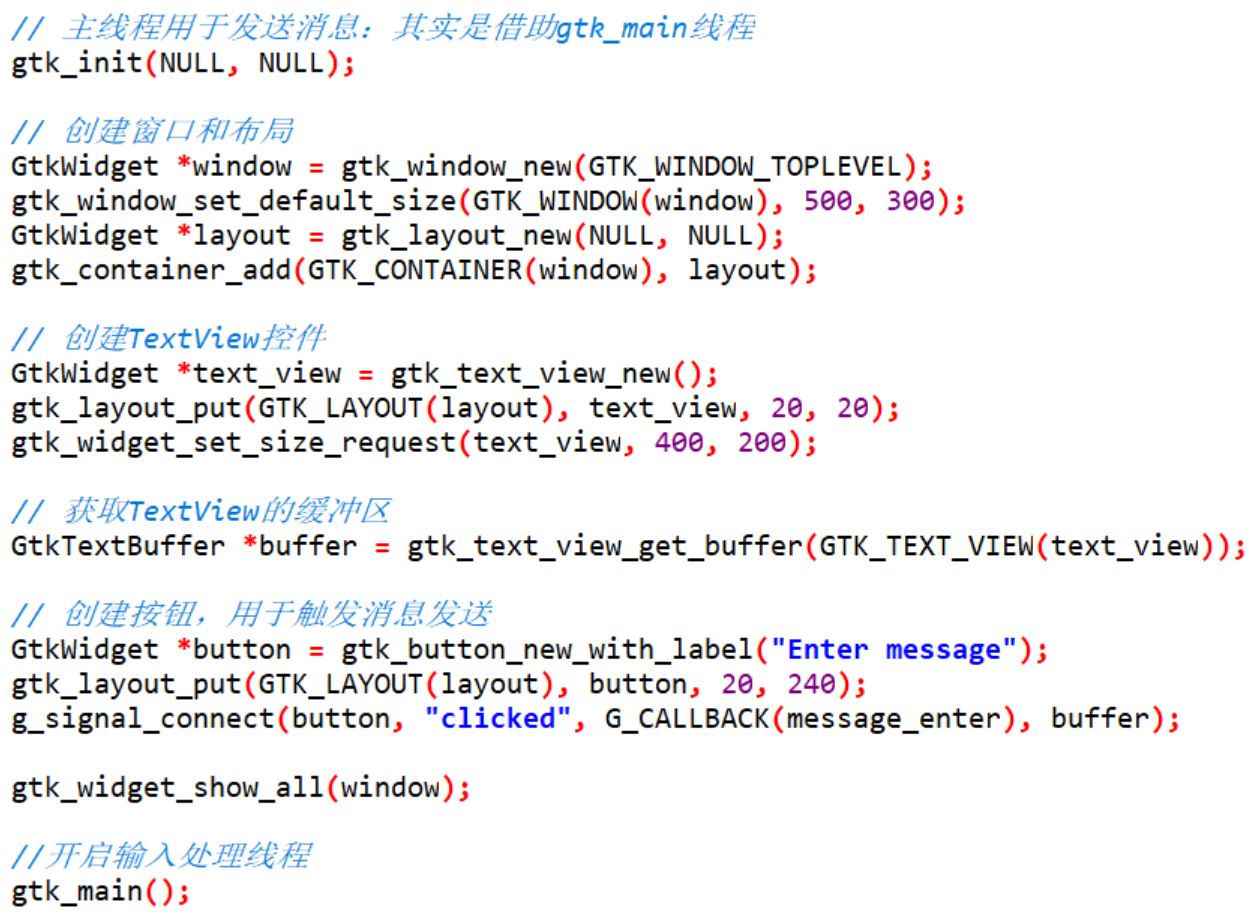 // 主线程用于发送消息：其实是借助gtk_main线程
gtk_init(NULL, NULL);
// 创建窗口和布局
GtkWidget *window = gtk_window_new(GTK_WINDOW_TOPLEVEL);
gtk_window_set_default_size(GTK_WINDOW(window), 500, 300);
GtkWidget *layout = gtk_layout_new(NULL, NULL);
gtk_container_add(GTK_CONTAINER(window), layout);
// 创建TextView控件
GtkWidget *text_view = gtk_text_view_new();
gtk_layout_put(GTK_LAYOUT(layout), text_view, 20, 20);
gtk_widget_set_size_request(text_view, 400, 200);
// 获取TextView的缓冲区
GtkTextBuffer *buffer = gtk_text_view_get_buffer(GTK_TEXT_VIEW(text_view));
// 创建按钮，用于触发消息发送
GtkWidget *button = gtk_button_new_with_label("Enter message");
gtk_layout_put(GTK_LAYOUT(layout), button, 20, 240);
g_signal_connect(button, "clicked", G_CALLBACK(message_enter), buffer);
gtk_widget_show_all(window);
//开启输入处理线程
gtk_main();